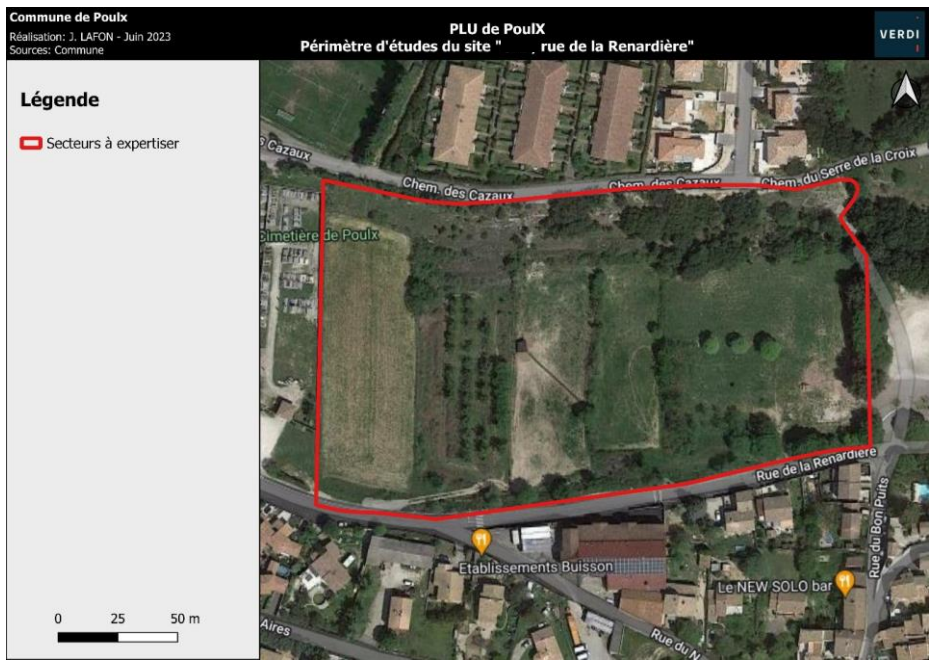 Commune de Poulx
Réalisation: J. LAFON - Juin 2023
Sources: Commune
PLU de PoulX
Périmètre d'études du site " , rue de la Renardière"
VERDI
Légende
Secteurs à expertiser
0 25 50 m
s Cazaux
Chem. des Cazaux
Chem. des Cazaux
Chem. du Serre de la Croix
Cimetière de Poulx
Rue de la Renardière
Rue du Bon Puits
Etablissements Buisson
Le NEW SOLO bar
Aires
Rue du N